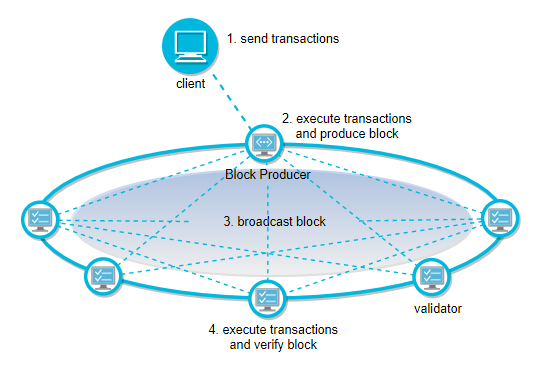 1. send transactions
client
2. execute transactions
and produce block
Block Producer
3. broadcast block
validator
4. execute transactions
and verify block